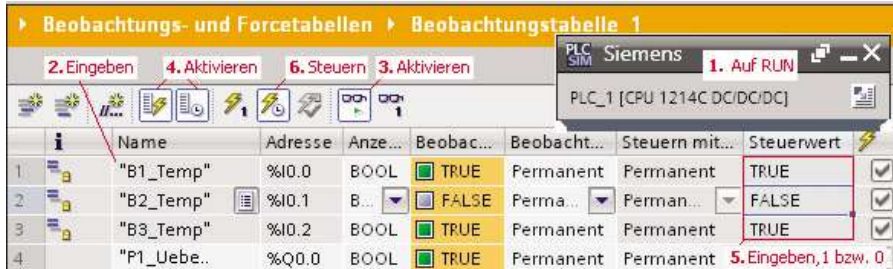 Beobachtungs- und Forcetabellen ▸ Beobachtungstabelle_1
PLC SIM Siemens
1. Auf RUN
PLC_1 [CPU 1214C DC/DC/DC]
2. Eingeben 4. Aktivieren 6. Steuern 3. Aktivieren
i Name Adresse Anze... Beobac... Beobacht... Steuern mit... Steuerwert
1 "B1_Temp" %I0.0 BOOL TRUE Permanent Permanent TRUE
2 "B2_Temp" %I0.1 B... FALSE Perma... Perman... FALSE
3 "B3_Temp" %I0.2 BOOL TRUE Permanent Permanent TRUE
4 "P1_Uebe.. %Q0.0 BOOL TRUE Permanent Permanent
5. Eingeben,1 bzw. 0